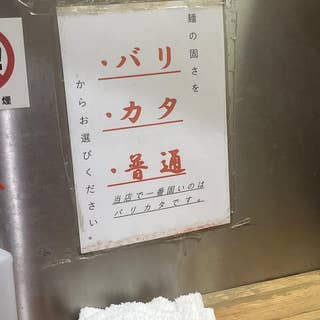 麺の固さを
・バリ
・カタ
・普通
当店で一番固いのは
バリカタです。
からお選びください。
煙